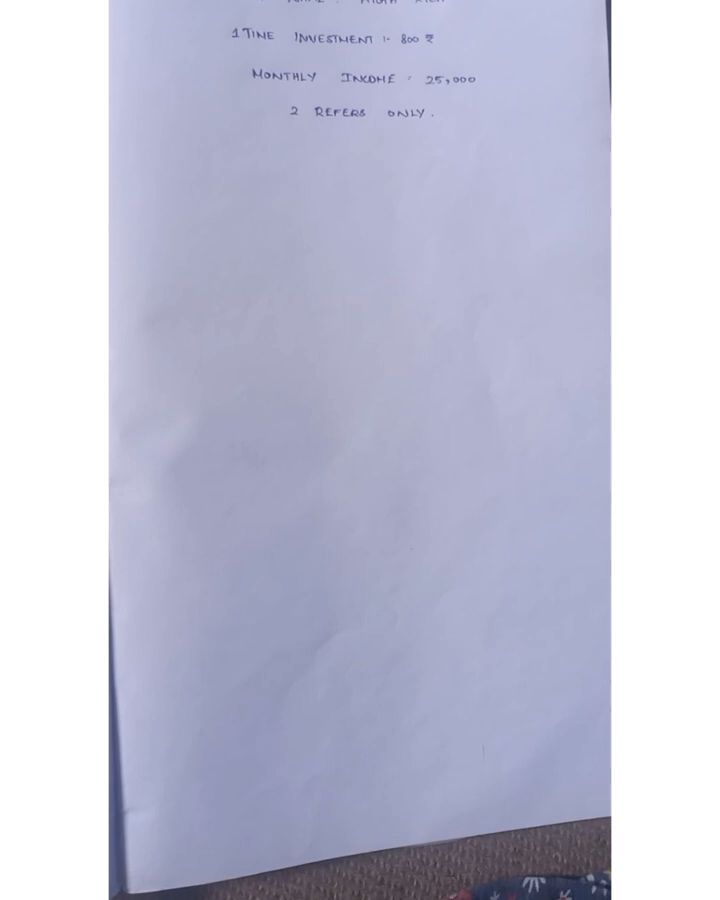 1 TIME INVESTMENT :- 800 ₹
MONTHLY INCOME : 25,000
2 REFERS ONLY.